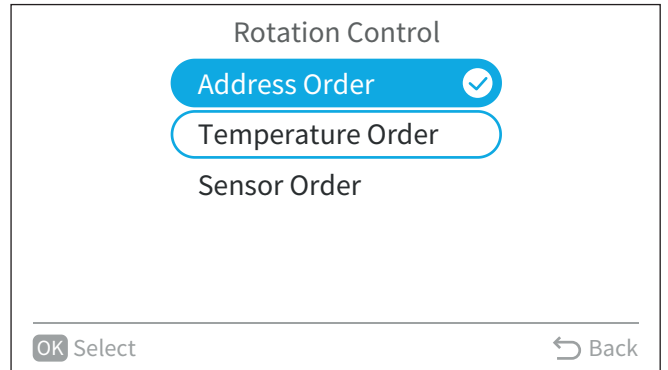 Rotation Control
Address Order
Temperature Order
Sensor Order
OK Select
Back